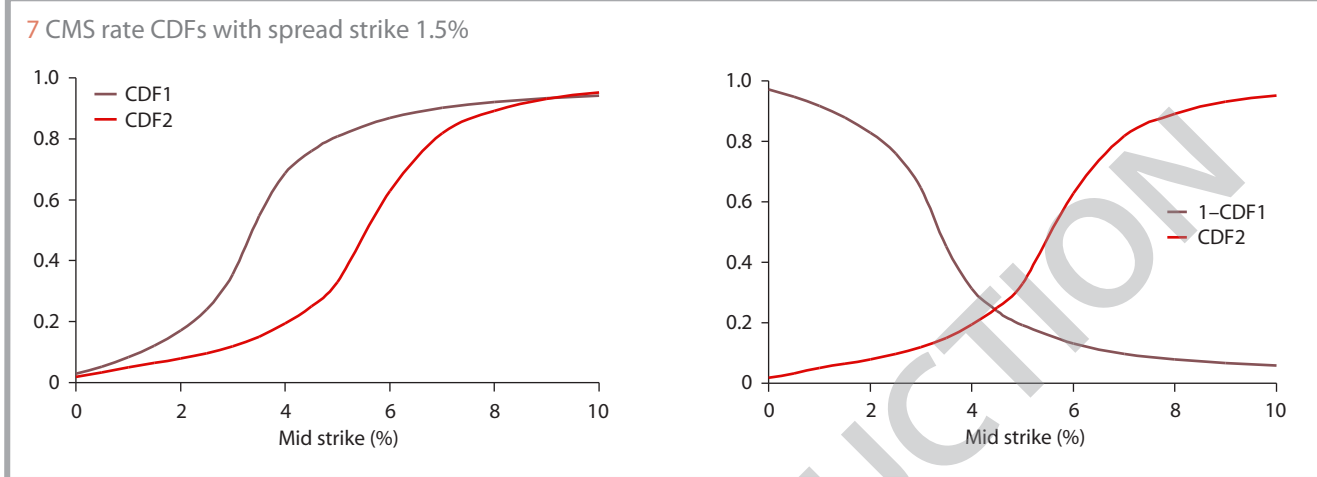 7 CMS rate CDFs with spread strike 1.5%
1.0
0.8
0.6
0.4
0.2
0
CDF1
CDF2
0 2 4 6 8 10
Mid strike (%)
1.0
0.8
0.6
0.4
0.2
0
1–CDF1
CDF2
0 2 4 6 8 10
Mid strike (%)
UCTION